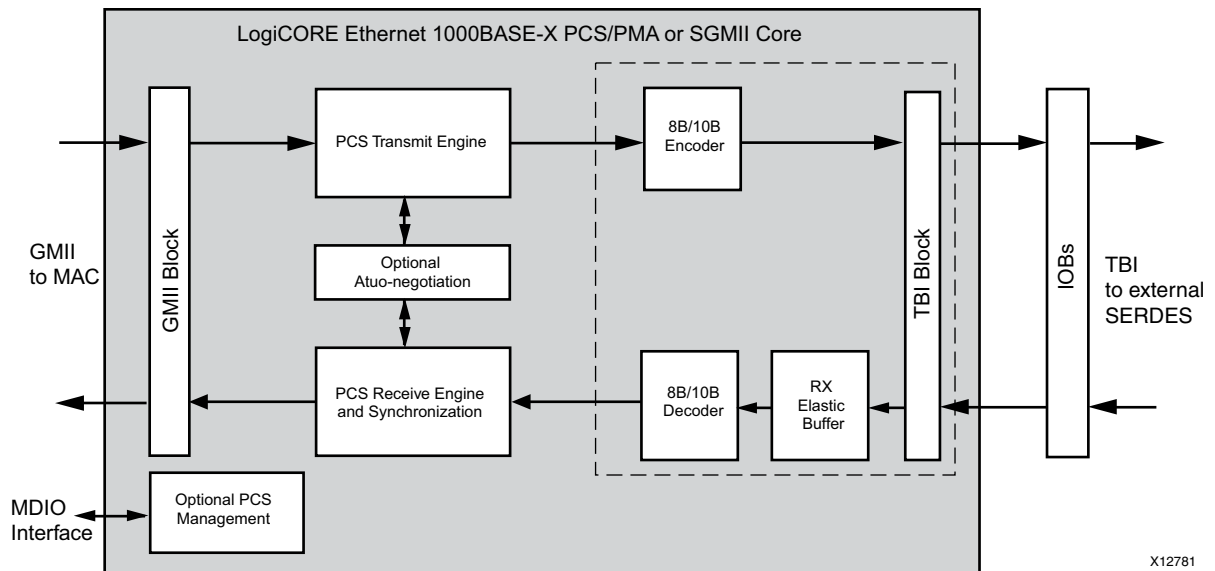 LogiCORE Ethernet 1000BASE-X PCS/PMA or SGMII Core
GMII
to MAC
GMII Block
PCS Transmit Engine
Optional
Atuo-negotiation
PCS Receive Engine
and Synchronization
8B/10B
Encoder
8B/10B
Decoder
RX
Elastic
Buffer
TBI Block
IOBs
TBI
to external
SERDES
MDIO
Interface
Optional PCS
Management
X12781